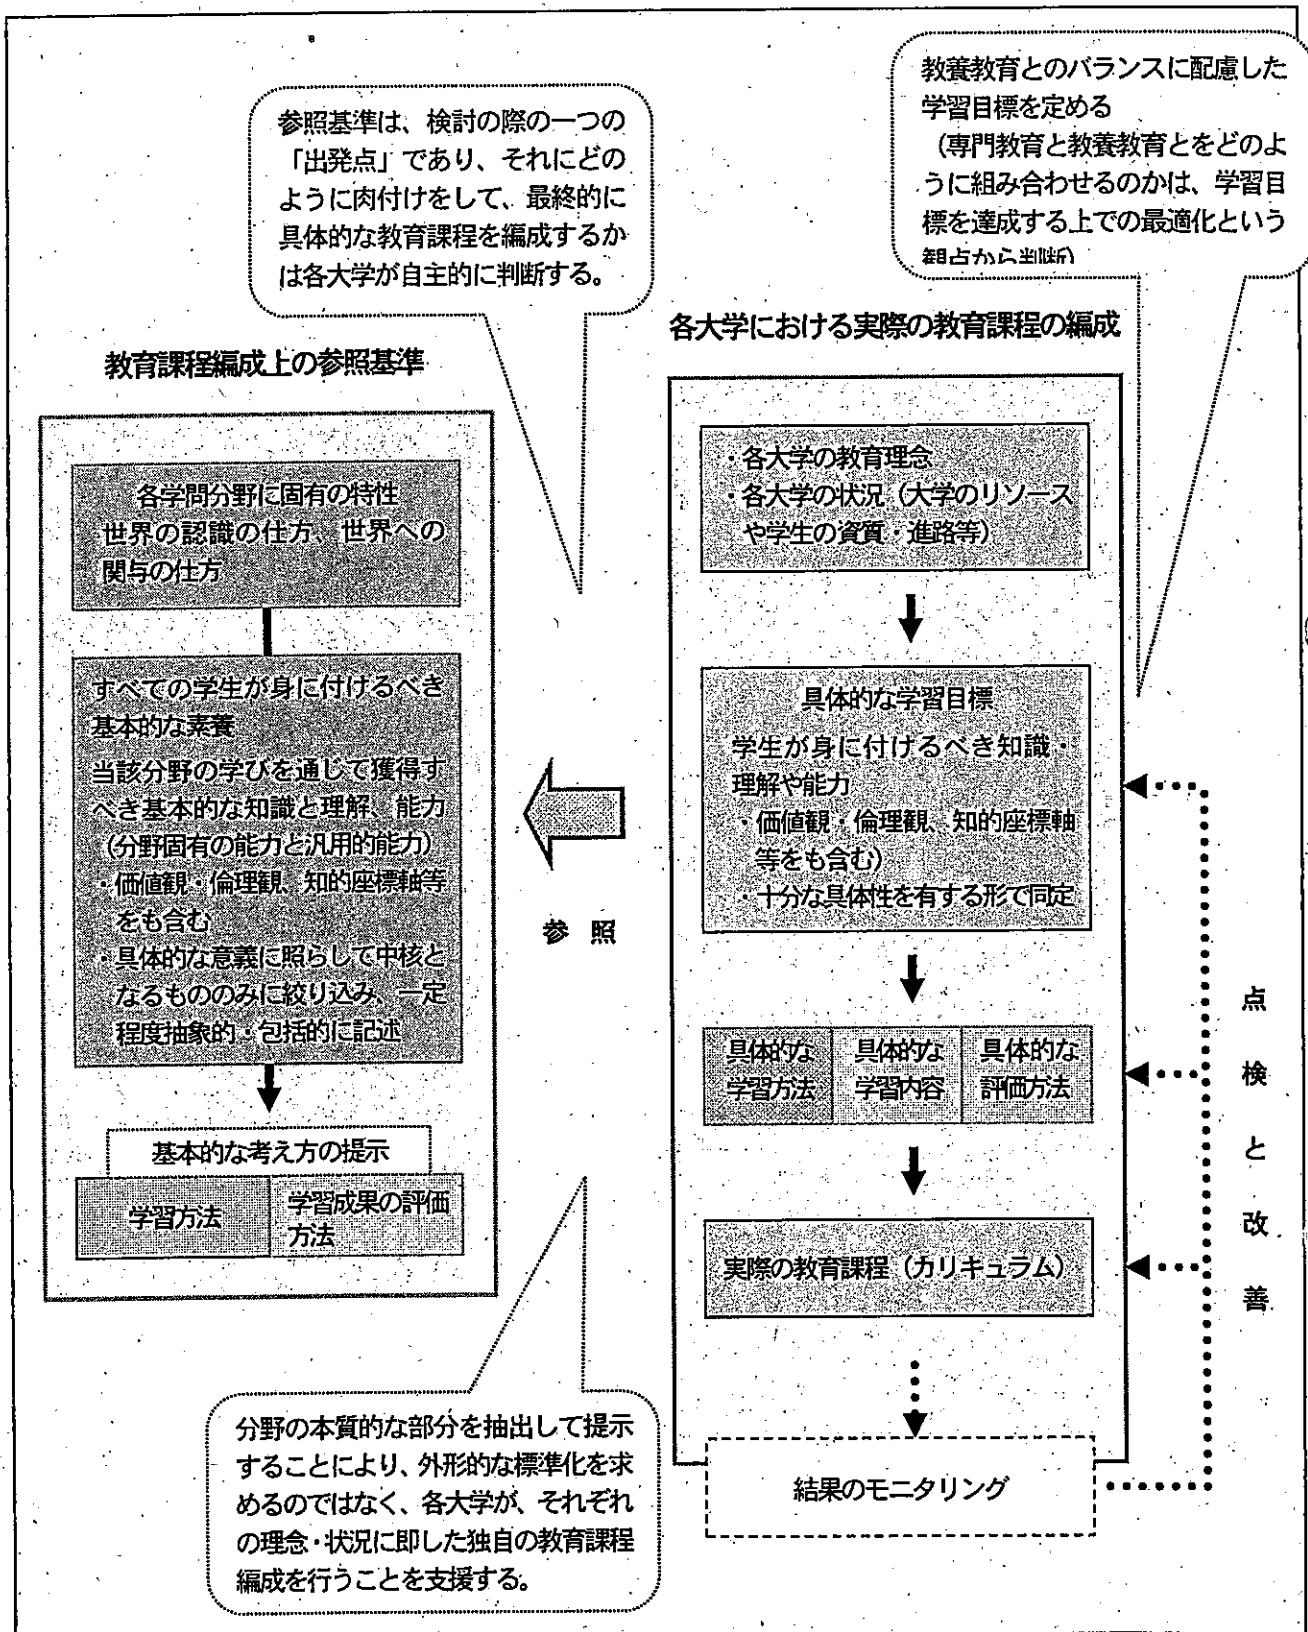 参照基準は、検討の際の一つの
「出発点」であり、それにどの
ように肉付けをして、最終的に
具体的な教育課程を編成するか
は各大学が自主的に判断する。
教養教育とのバランスに配慮した
学習目標を定める
(専門教育と教養教育とをどのよ
うに組み合わせるのかは、学習目
標を達成する上での最適化という
観点から判断)
教育課程編成上の参照基準
各学問分野に固有の特性
世界の認識の仕方、世界への
関与の仕方
すべての学生が身に付けるべき
基本的な素養
当該分野の学びを通じて獲得す
べき基本的な知識と理解、能力
(分野固有の能力と汎用的能力)
・価値観・倫理観、知的座標軸等
をも含む
・具体的な意義に照らして中核と
なるもののみに絞り込み、一定
程度抽象的・包括的に記述
基本的な考え方の提示
学習方法
学習成果の評価
方法
参照
各大学における実際の教育課程の編成
・各大学の教育理念
・各大学の状況(大学のリソース
や学生の資質・進路等)
具体的な学習目標
学生が身に付けるべき知識・
理解や能力
・価値観・倫理観、知的座標軸
等をも含む)
・十分な具体性を有する形で同定
具体的な
学習方法
具体的な
学習内容
具体的な
評価方法
実際の教育課程(カリキュラム)
結果のモニタリング
点検と改善
分野の本質的な部分を抽出して提示
することにより、外形的な標準化を求
めるのではなく、各大学が、それぞれ
の理念・状況に即した独自の教育課程
編成を行うことを支援する。